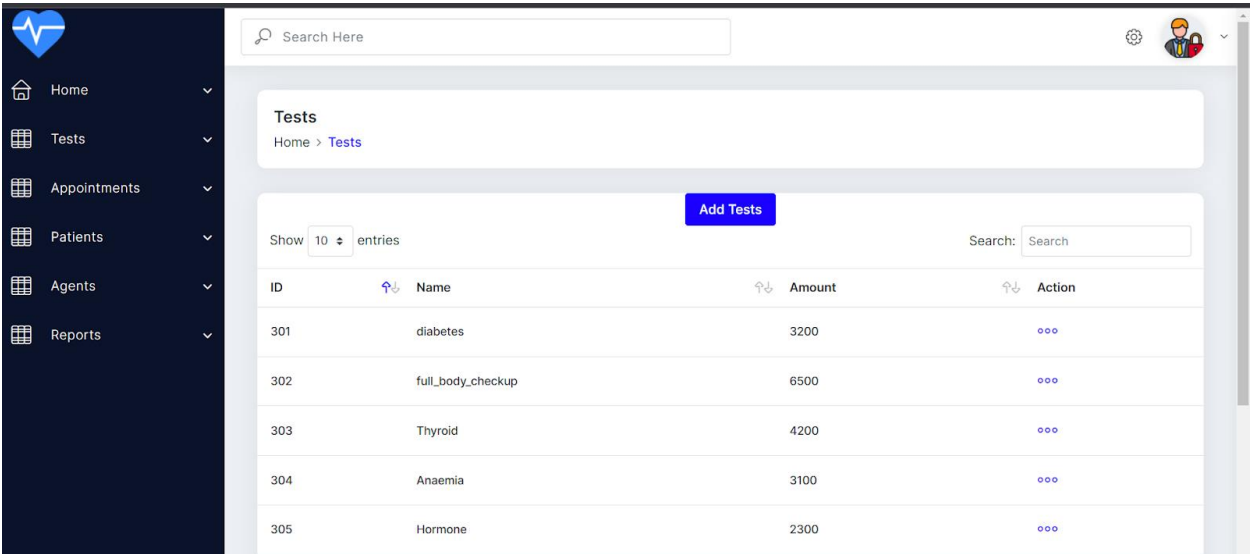 Search Here
Home
Tests
Appointments
Patients
Agents
Reports
Tests
Home > Tests
Add Tests
Show 10 entries
Search: Search
ID Name Amount Action
301 diabetes 3200
302 full_body_checkup 6500
303 Thyroid 4200
304 Anaemia 3100
305 Hormone 2300